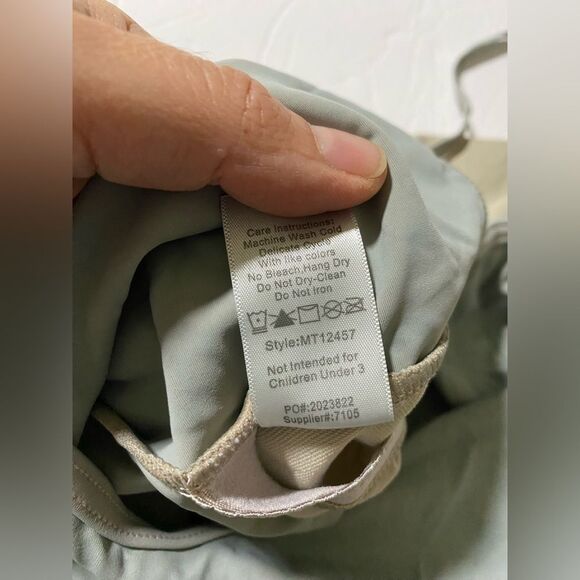 Care Instructions:
Machine Wash Cold
Delicate Cycle
With like colors
No Bleach,Hang Dry
Do Not Dry-Clean
Do Not Iron
Style:MT12457
Not Intended for
Children Under 3
PO#:2023822
Supplier#:7105